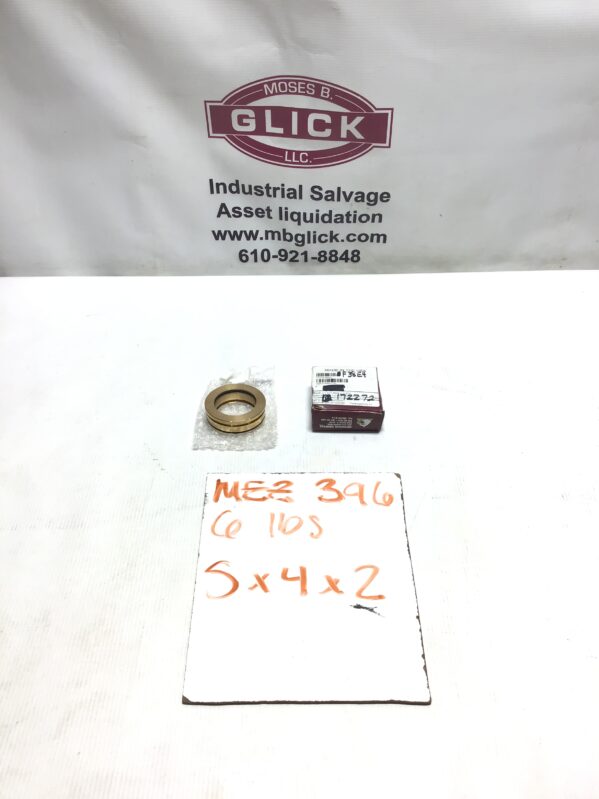 MOSES B.
GLICK
LLC.
Industrial Salvage
Asset liquidation
www.mbglick.com
610-921-8848
172272
MEZ 396
6 lbs
5 x 4 x 2